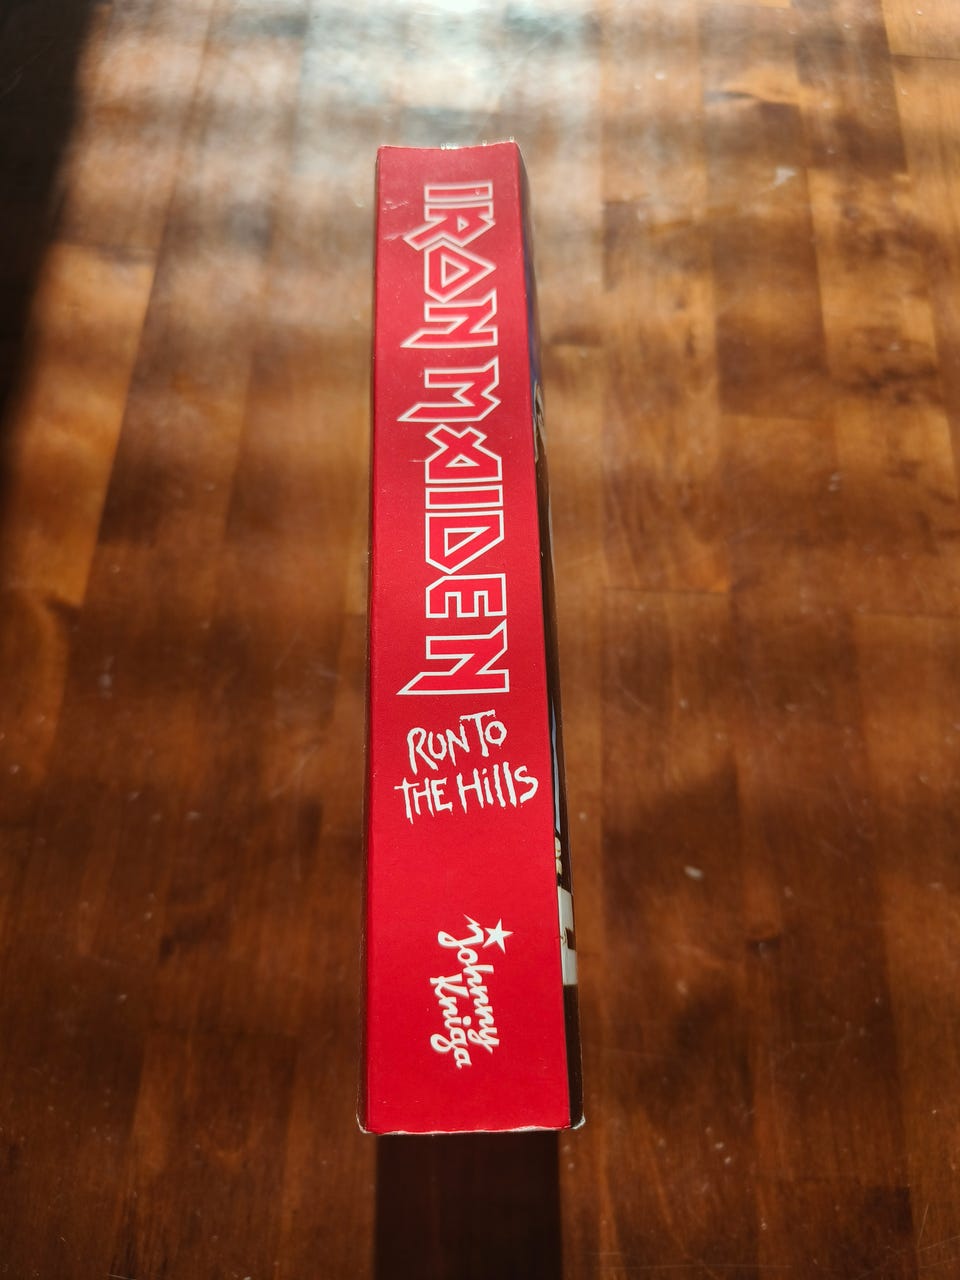 IRON MAIDEN
RUN TO
THE HillS
Johnny
Kniga